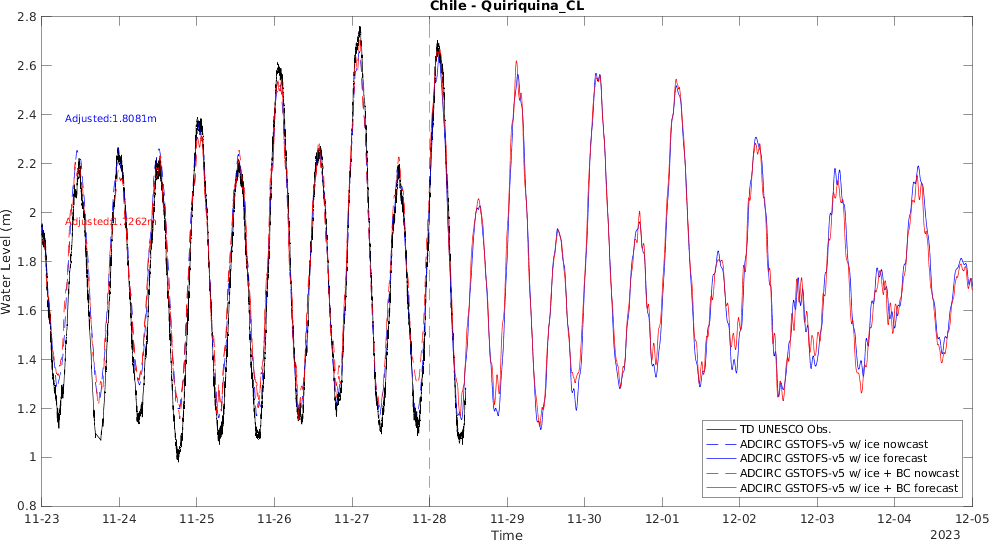 Chile - Quiriquina_CL
2.8
2.6
2.4
2.2
2
1.8
1.6
1.4
1.2
1
0.8
Water Level (m)
Adjusted:1.8081m
TD UNESCO Obs.
ADCIRC GSTOFS-v5 w/ ice nowcast
ADCIRC GSTOFS-v5 w/ ice forecast
ADCIRC GSTOFS-v5 w/ ice + BC nowcast
ADCIRC GSTOFS-v5 w/ ice + BC forecast
11-23 11-24 11-25 11-26 11-27 11-28 11-29 11-30 12-01 12-02 12-03 12-04 12-05
Time
2023